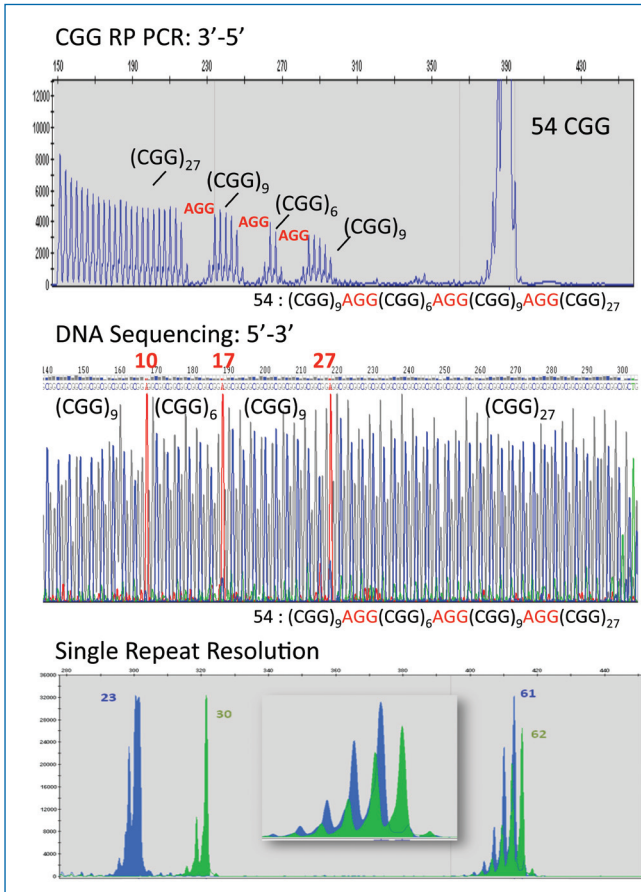 CGG RP PCR: 3'-5'
150 190 230 270 310 350 390 430
12000
10000
8000
6000
4000
2000
0
(CGG)27
AGG
(CGG)9
AGG
(CGG)6
AGG
(CGG)9
54 CGG
54 : (CGG)9AGG(CGG)6AGG(CGG)9AGG(CGG)27
DNA Sequencing: 5'-3'
10 17 27
140 150 160 170 180 190 200 210 220 230 240 250 260 270 280 290 300
(CGG)9 (CGG)6 (CGG)9 (CGG)27
54 : (CGG)9AGG(CGG)6AGG(CGG)9AGG(CGG)27
Single Repeat Resolution
280 300 320 340 400 420 440
36000
32000
28000
24000
20000
16000
12000
8000
4000
0
23
30
61
62